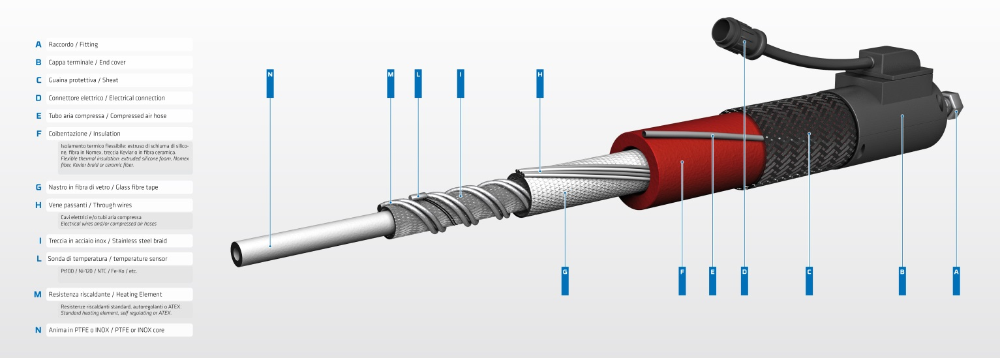 A Raccordo / Fitting
B Cappa terminale / End cover
C Guaina protettiva / Sheat
D Connettore elettrico / Electrical connection
E Tubo aria compressa / Compressed air hose
F Coibentazione / Insulation
Isolamento termico flessibile: estruso di schiuma di silico-
ne, fibra in Nomex, treccia Kevlar o in fibra ceramica.
Flexible thermal insulation: extruded silicone foam, Nomex
fiber, Kevlar braid or ceramic fiber.
G Nastro in fibra di vetro / Glass fibre tape
H Vene passanti / Through wires
Cavi elettrici e/o tubi aria compressa
Electrical wires and/or compressed air hoses
I Treccia in acciaio inox / Stainless steel braid
L Sonda di temperatura / temperature sensor
Pt100 / Ni-120 / NTC / Fe-Ko / etc.
M Resistenza riscaldante / Heating Element
Resistenze riscaldanti standard, autoregolanti o ATEX.
Standard heating element, self regulating or ATEX.
N Anima in PTFE o INOX / PTFE or INOX core
N M L I H
G F E D C B A